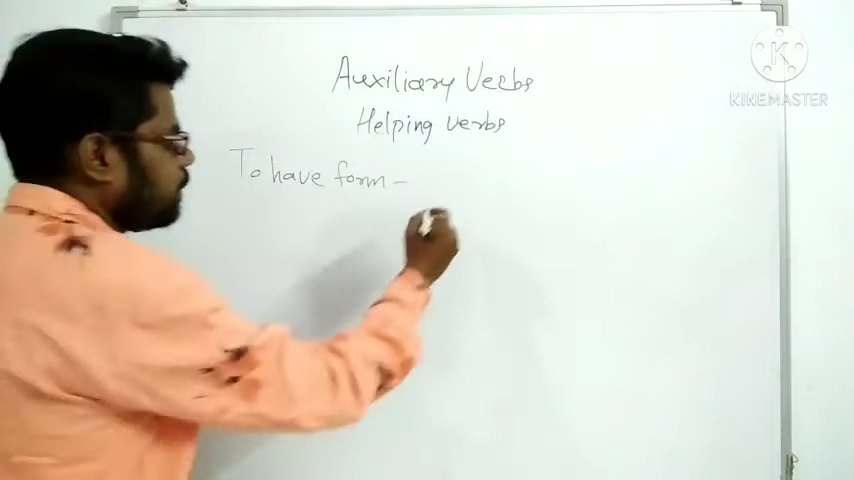 Auxiliary Verbs
Helping verbs
To have form -
K
KINEMASTER